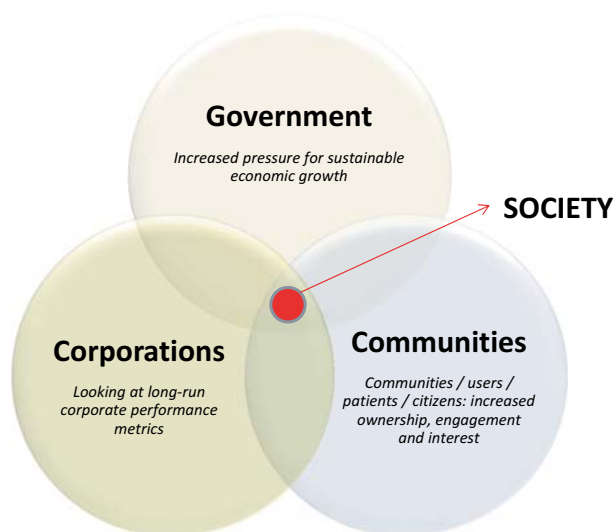 Government
Increased pressure for sustainable
economic growth
SOCIETY
Corporations
Looking at long-run
corporate performance
metrics
Communities
Communities / users /
patients / citizens: increased
ownership, engagement
and interest